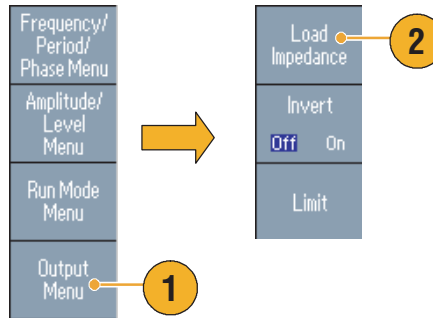 Frequency/
Period/
Phase Menu
Amplitude/
Level
Menu
Run Mode
Menu
Output
Menu
1
Load
Impedance
2
Invert
Off On
Limit